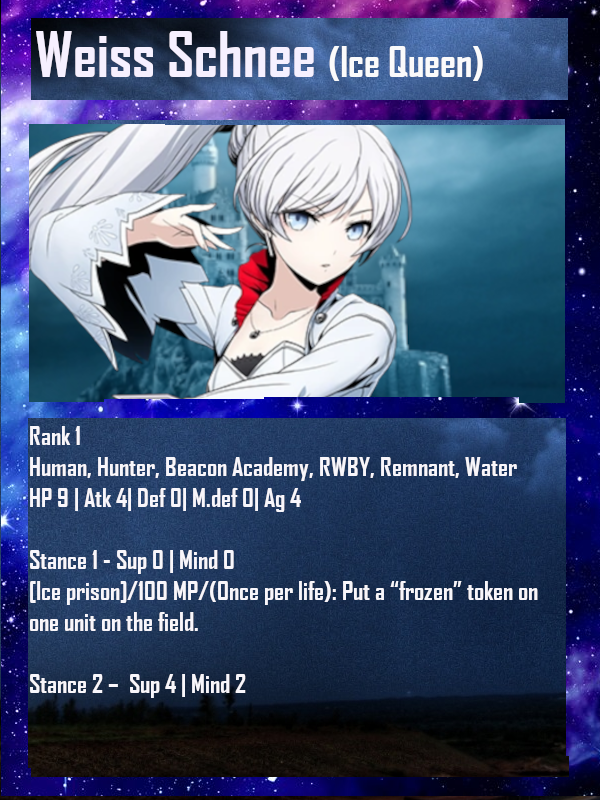 Weiss Schnee (Ice Queen)
Rank 1
Human, Hunter, Beacon Academy, RWBY, Remnant, Water
HP 9 | Atk 4| Def 0| M.def 0| Ag 4
Stance 1 - Sup 0 | Mind 0
[Ice prison]/100 MP/(Once per life): Put a “frozen” token on
one unit on the field.
Stance 2 – Sup 4 | Mind 2